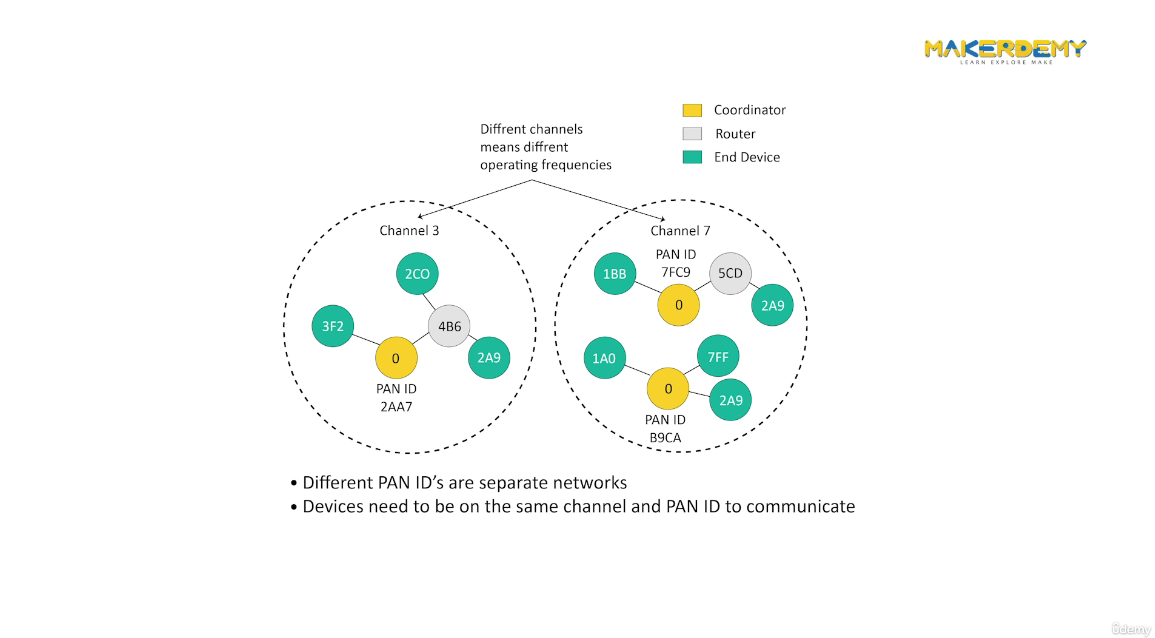 MAKERDEMY
LEARN EXPLORE MAKE
Coordinator
Router
End Device
Diffrent channels
means diffrent
operating frequencies
Channel 3
2CO
3F2
4B6
0
2A9
PAN ID
2AA7
Channel 7
PAN ID
7FC9
1BB
5CD
0
2A9
1A0
7FF
0
2A9
PAN ID
B9CA
• Different PAN ID’s are separate networks
• Devices need to be on the same channel and PAN ID to communicate
ûdemy